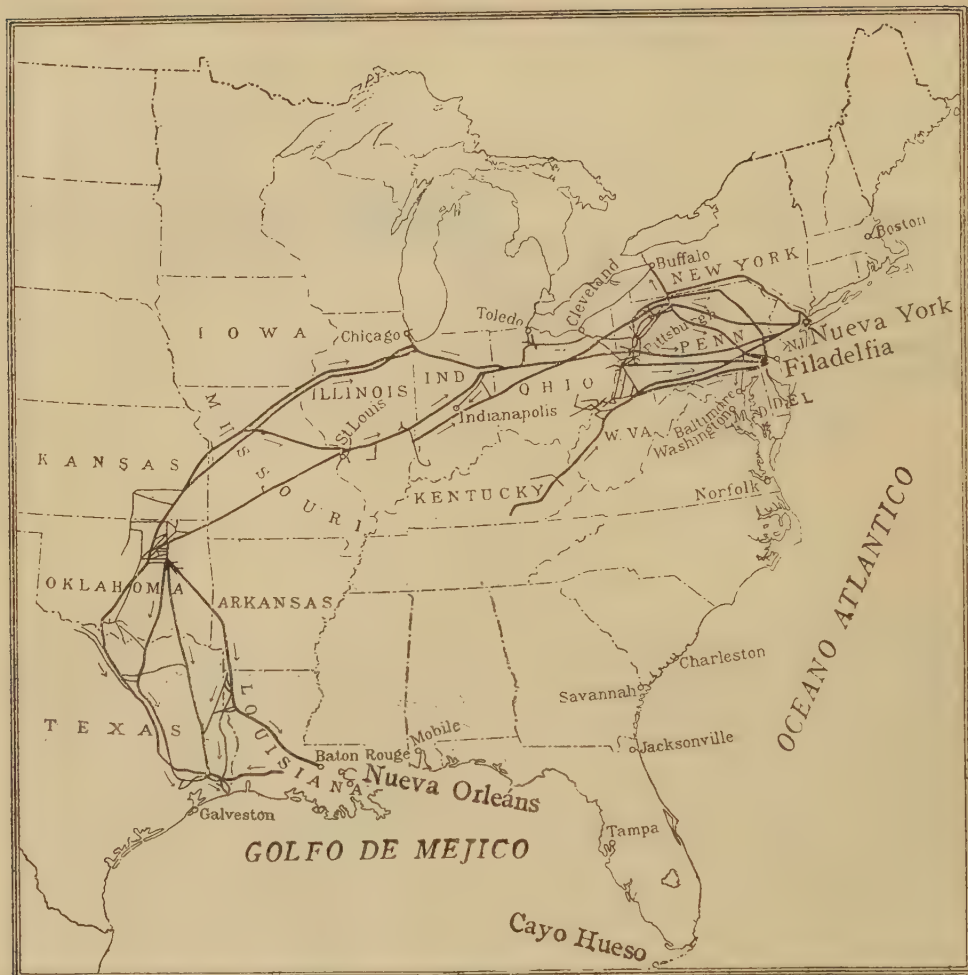 Boston
Buffalo
NEW YORK
Cleveland
Toledo
IOWA
Chicago
Pittsburgh
PENN
N.J.
Nueva York
Filadelfia
ILLINOIS
IND
OHIO
Indianapolis
MISSOURI
St Louis
Baltimore
Washington
MD
DEL
W. VA
KANSAS
KENTUCKY
Norfolk
OKLAHOMA
ARKANSAS
OCEANO ATLANTICO
Charleston
Savannah
TEXAS
LOUISIANA
Mobile
Jacksonville
Baton Rouge
Nueva Orleáns
Galveston
Tampa
GOLFO DE MEJICO
Cayo Hueso